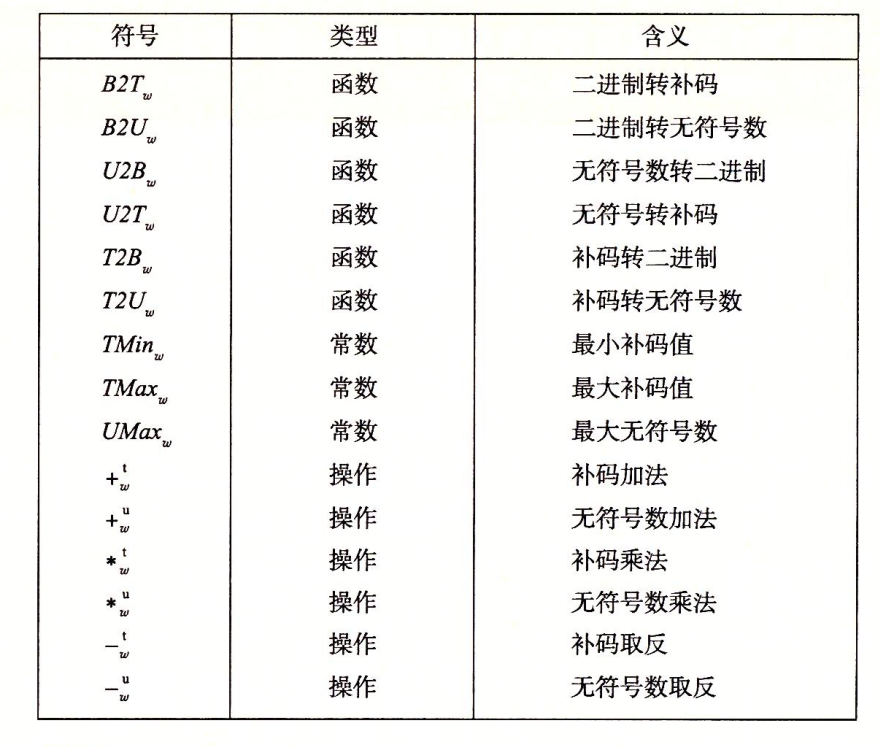 符号 类型 含义
B2T_w 函数 二进制转补码
B2U_w 函数 二进制转无符号数
U2B_w 函数 无符号数转二进制
U2T_w 函数 无符号转补码
T2B_w 函数 补码转二进制
T2U_w 函数 补码转无符号数
TMin_w 常数 最小补码值
TMax_w 常数 最大补码值
UMax_w 常数 最大无符号数
+^t_w 操作 补码加法
+^u_w 操作 无符号数加法
*^t_w 操作 补码乘法
*^u_w 操作 无符号数乘法
-^t_w 操作 补码取反
-^u_w 操作 无符号数取反